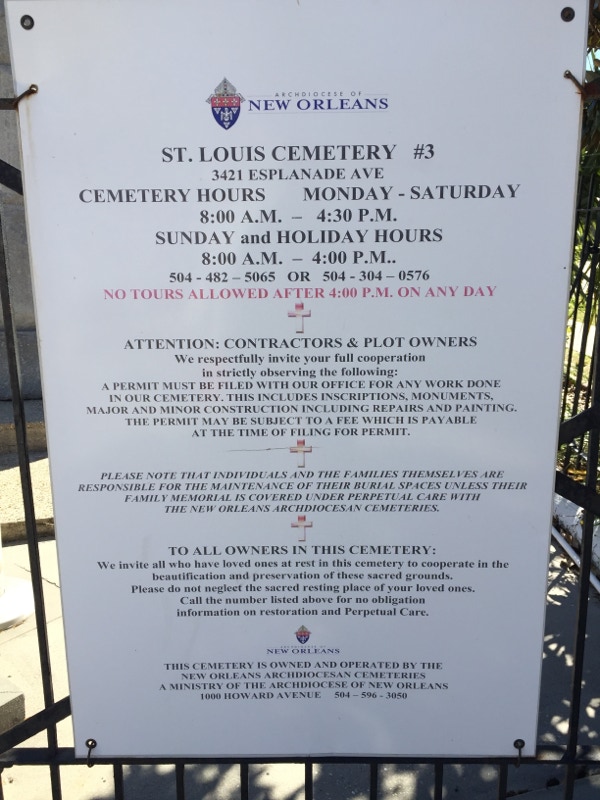 ARCHDIOCESE OF
NEW ORLEANS
ST. LOUIS CEMETERY #3
3421 ESPLANADE AVE
CEMETERY HOURS MONDAY - SATURDAY
8:00 A.M. – 4:30 P.M.
SUNDAY and HOLIDAY HOURS
8:00 A.M. – 4:00 P.M..
504 - 482 – 5065 OR 504 - 304 – 0576
NO TOURS ALLOWED AFTER 4:00 P.M. ON ANY DAY
ATTENTION: CONTRACTORS & PLOT OWNERS
We respectfully invite your full cooperation
in strictly observing the following:
A PERMIT MUST BE FILED WITH OUR OFFICE FOR ANY WORK DONE
IN OUR CEMETERY. THIS INCLUDES INSCRIPTIONS, MONUMENTS,
MAJOR AND MINOR CONSTRUCTION INCLUDING REPAIRS AND PAINTING.
THE PERMIT MAY BE SUBJECT TO A FEE WHICH IS PAYABLE
AT THE TIME OF FILING FOR PERMIT.
PLEASE NOTE THAT INDIVIDUALS AND THE FAMILIES THEMSELVES ARE
RESPONSIBLE FOR THE MAINTENANCE OF THEIR BURIAL SPACES UNLESS THEIR
FAMILY MEMORIAL IS COVERED UNDER PERPETUAL CARE WITH
THE NEW ORLEANS ARCHDIOCESAN CEMETERIES.
TO ALL OWNERS IN THIS CEMETERY:
We invite all who have loved ones at rest in this cemetery to cooperate in the
beautification and preservation of these sacred grounds.
Please do not neglect the sacred resting place of your loved ones.
Call the number listed above for no obligation
information on restoration and Perpetual Care.
ARCHDIOCESE OF
NEW ORLEANS
THIS CEMETERY IS OWNED AND OPERATED BY THE
NEW ORLEANS ARCHDIOCESAN CEMETERIES
A MINISTRY OF THE ARCHDIOCESE OF NEW ORLEANS
1000 HOWARD AVENUE 504 – 596 - 3050